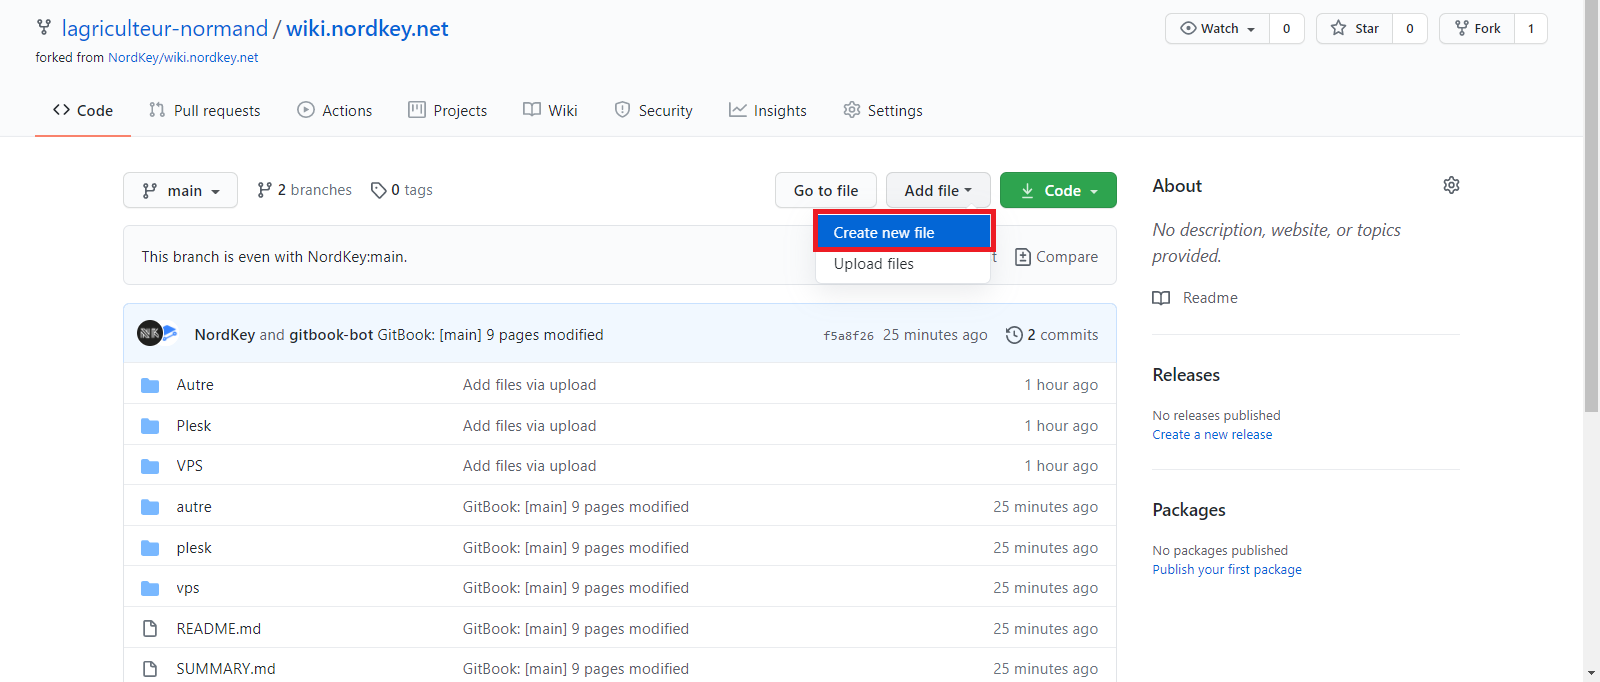 lagriculteur-normand / wiki.nordkey.net
Watch 0 Star 0 Fork 1
forked from NordKey/wiki.nordkey.net
Code Pull requests Actions Projects Wiki Security Insights Settings
main 2 branches 0 tags Go to file Add file Code
Create new file
Upload files
This branch is even with NordKey:main.
Compare
NordKey and gitbook-bot GitBook: [main] 9 pages modified f5a8f26 25 minutes ago 2 commits
Autre Add files via upload 1 hour ago
Plesk Add files via upload 1 hour ago
VPS Add files via upload 1 hour ago
autre GitBook: [main] 9 pages modified 25 minutes ago
plesk GitBook: [main] 9 pages modified 25 minutes ago
vps GitBook: [main] 9 pages modified 25 minutes ago
README.md GitBook: [main] 9 pages modified 25 minutes ago
SUMMARY.md GitBook: [main] 9 pages modified 25 minutes ago
About
No description, website, or topics
provided.
Readme
Releases
No releases published
Create a new release
Packages
No packages published
Publish your first package